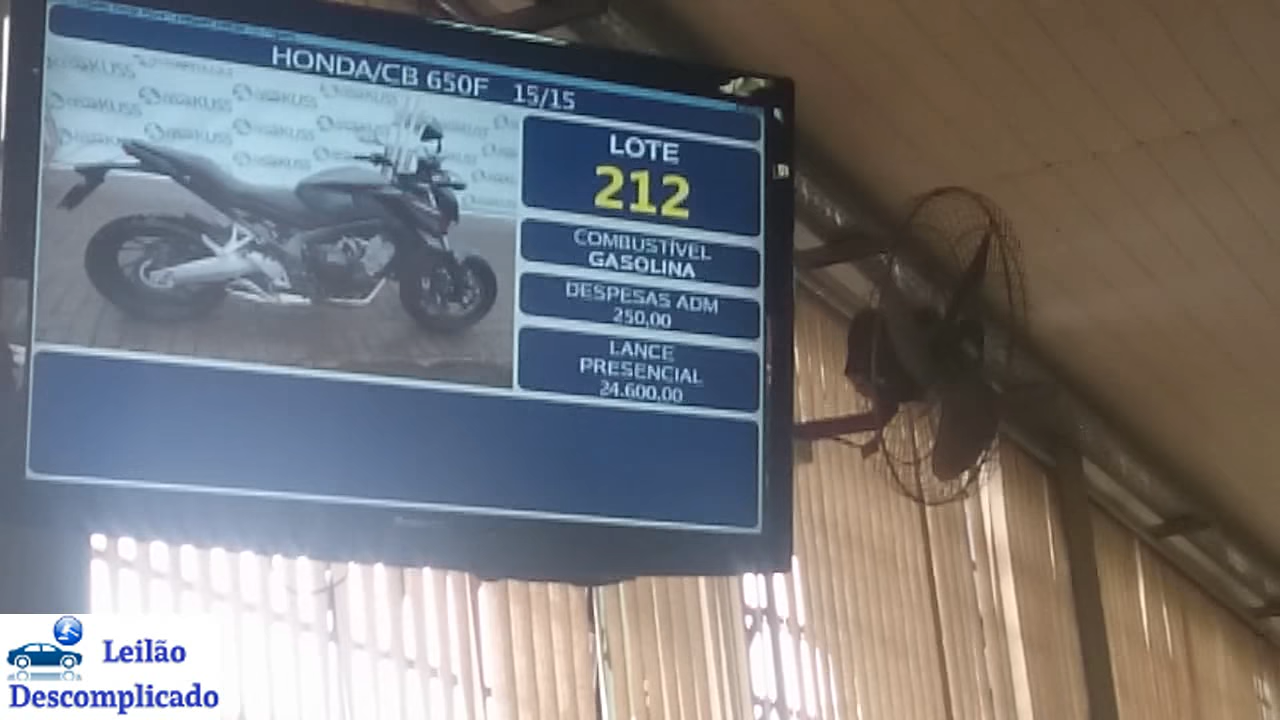 HONDA/CB 650F 15/15
LOTE
212
COMBUSTÍVEL
GASOLINA
DESPESAS ADM
250,00
LANCE
PRESENCIAL
24.600,00
Leilão
Descomplicado